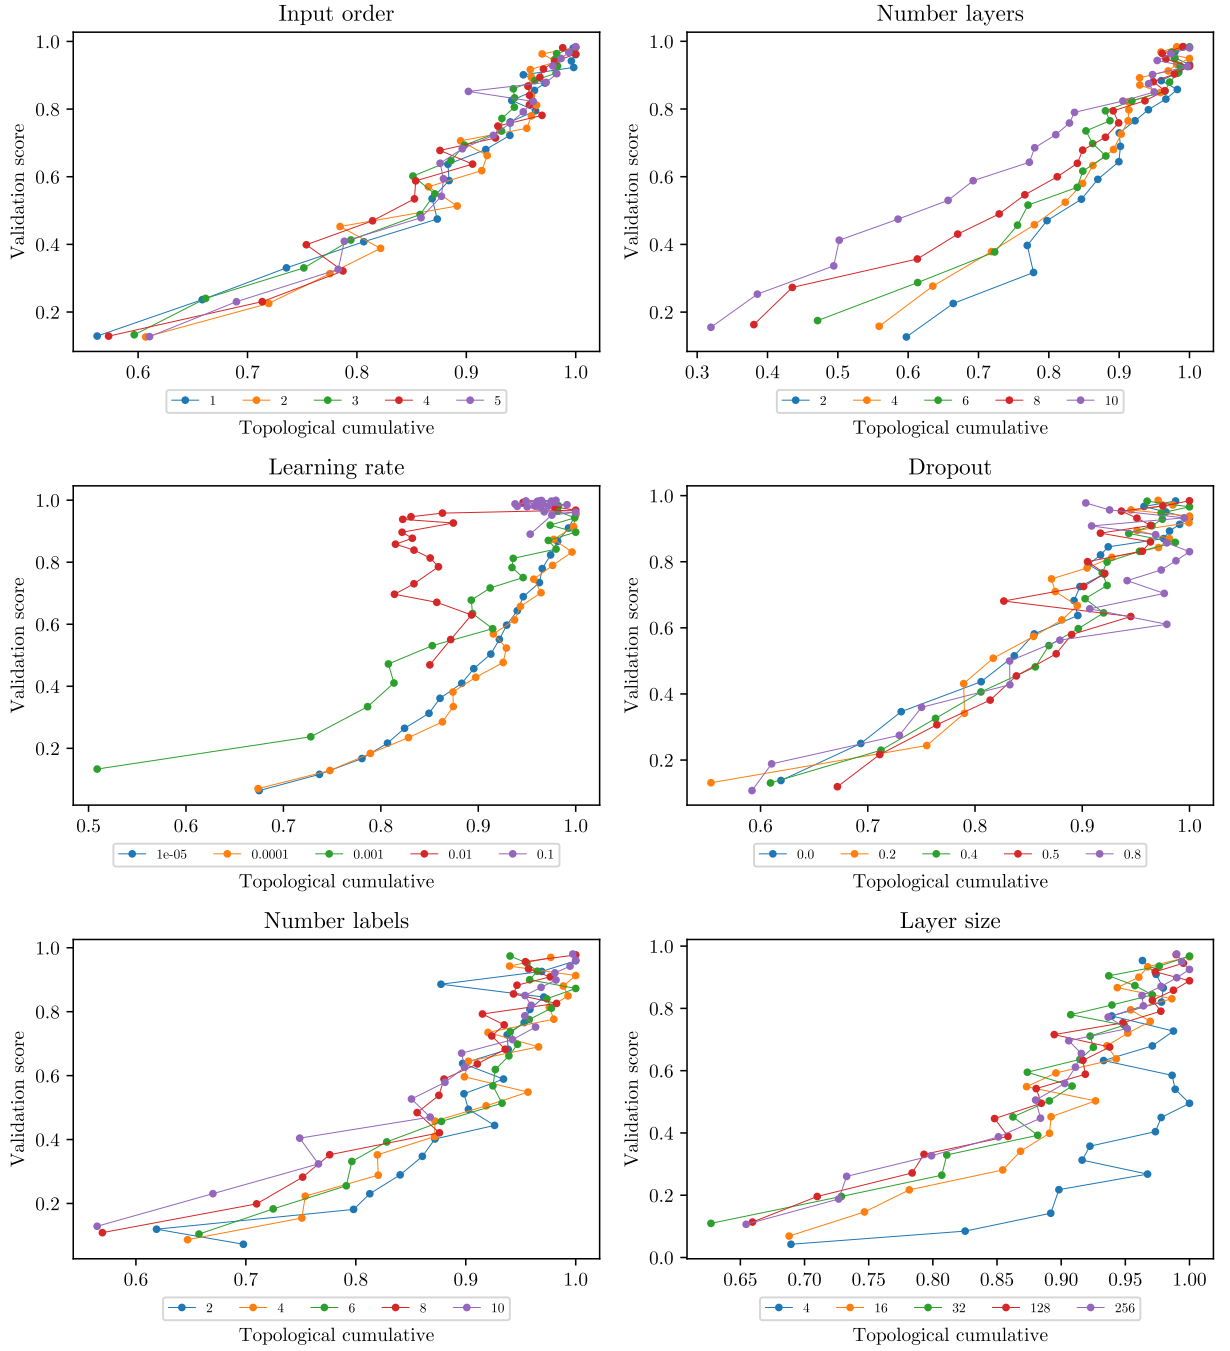 Input order
Validation score
1.0
0.8
0.6
0.4
0.2
0.6 0.7 0.8 0.9 1.0
1 2 3 4 5
Topological cumulative
Number layers
Validation score
1.0
0.8
0.6
0.4
0.2
0.3 0.4 0.5 0.6 0.7 0.8 0.9 1.0
2 4 6 8 10
Topological cumulative
Learning rate
Validation score
1.0
0.8
0.6
0.4
0.2
0.5 0.6 0.7 0.8 0.9 1.0
1e-05 0.0001 0.001 0.01 0.1
Topological cumulative
Dropout
Validation score
1.0
0.8
0.6
0.4
0.2
0.6 0.7 0.8 0.9 1.0
0.0 0.2 0.4 0.5 0.8
Topological cumulative
Number labels
Validation score
1.0
0.8
0.6
0.4
0.2
0.6 0.7 0.8 0.9 1.0
2 4 6 8 10
Topological cumulative
Layer size
Validation score
1.0
0.8
0.6
0.4
0.2
0.0
0.65 0.70 0.75 0.80 0.85 0.90 0.95 1.00
4 16 32 128 256
Topological cumulative